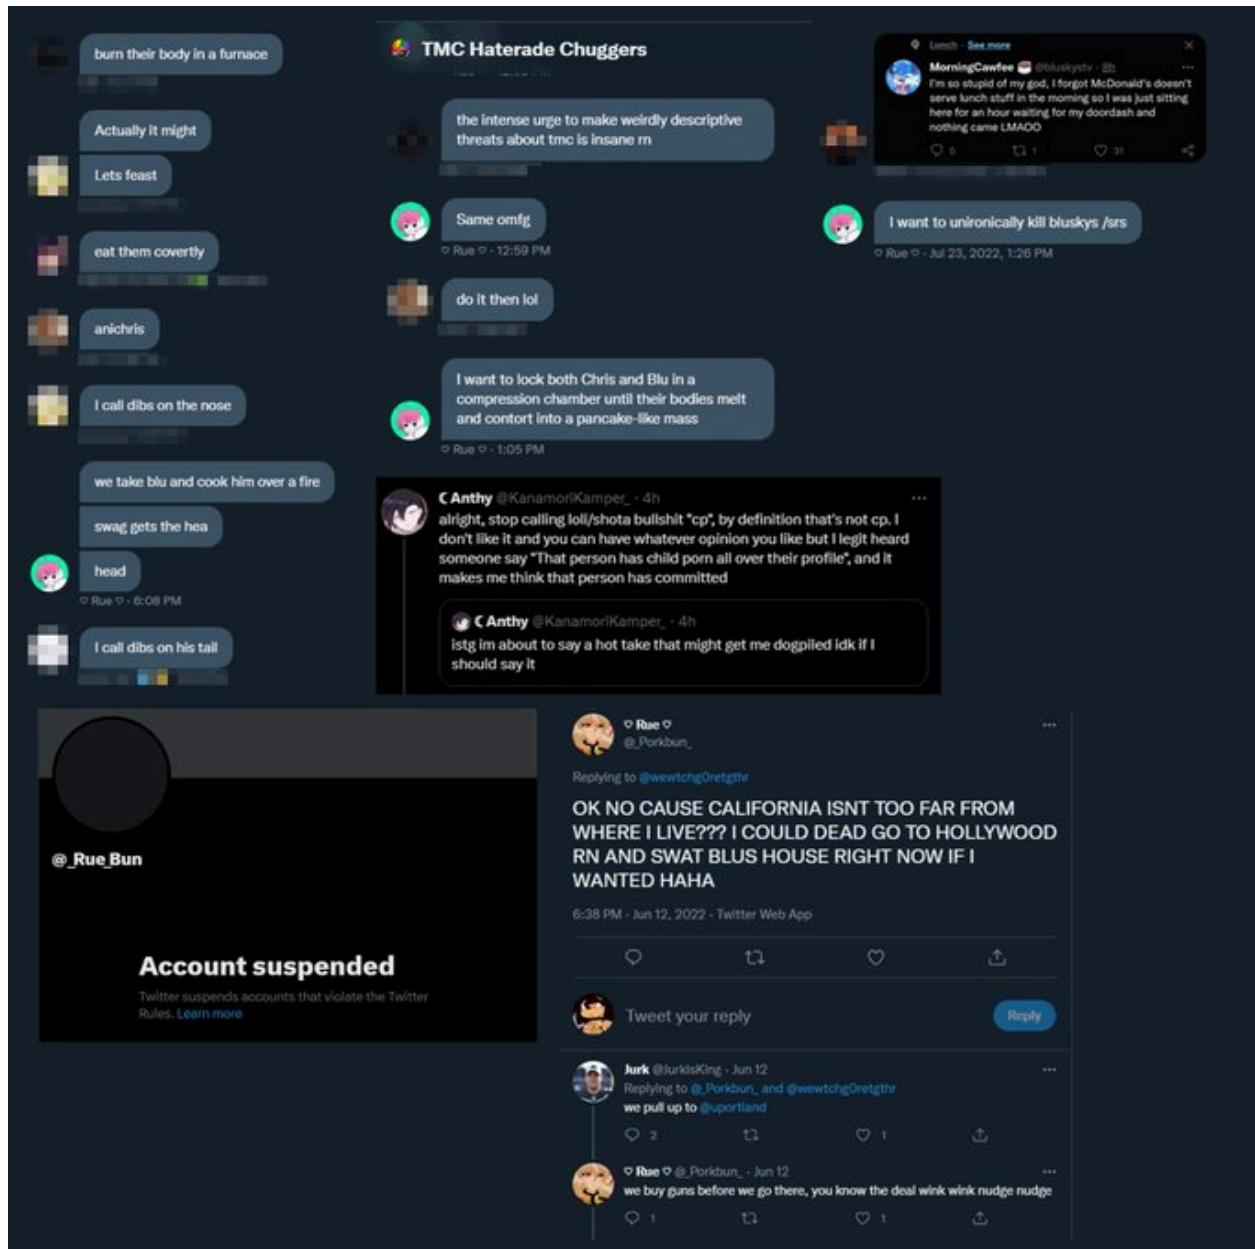 burn their body in a furnace
Actually it might
Lets feast
eat them covertly
anichris
I call dibs on the nose
we take blu and cook him over a fire
swag gets the hea
head
♡ Rue ♡ · 6:08 PM
I call dibs on his tail
TMC Haterade Chuggers
the intense urge to make weirdly descriptive
threats about tmc is insane rn
Same omfg
♡ Rue ♡ · 12:59 PM
do it then lol
I want to lock both Chris and Blu in a
compression chamber until their bodies melt
and contort into a pancake-like mass
♡ Rue ♡ · 1:05 PM
Lunch · See more
MorningCawfee @bluskystv · 8h
I'm so stupid of my god, I forgot McDonald's doesn't
serve lunch stuff in the morning so I was just sitting
here for an hour waiting for my doordash and
nothing came LMAOO
6 1 31
I want to unironically kill bluskys /srs
♡ Rue ♡ · Jul 23, 2022, 1:26 PM
☾ Anthy @KanamoriKamper_ · 4h
alright, stop calling loli/shota bullshit "cp", by definition that's not cp. I
don't like it and you can have whatever opinion you like but I legit heard
someone say "That person has child porn all over their profile", and it
makes me think that person has committed
☾ Anthy @KanamoriKamper_ · 4h
istg im about to say a hot take that might get me dogpiled idk if I
should say it
@_Rue_Bun
Account suspended
Twitter suspends accounts that violate the Twitter
Rules. Learn more
♡ Rue ♡
@_Porkbun_
Replying to @wewtchg0retgthr
OK NO CAUSE CALIFORNIA ISNT TOO FAR FROM
WHERE I LIVE??? I COULD DEAD GO TO HOLLYWOOD
RN AND SWAT BLUS HOUSE RIGHT NOW IF I
WANTED HAHA
6:38 PM · Jun 12, 2022 · Twitter Web App
Tweet your reply
Reply
Jurk @JurkIsKing · Jun 12
Replying to @_Porkbun_ and @wewtchg0retgthr
we pull up to @uportland
2 1
♡ Rue ♡ @_Porkbun_ · Jun 12
we buy guns before we go there, you know the deal wink wink nudge nudge
1 1